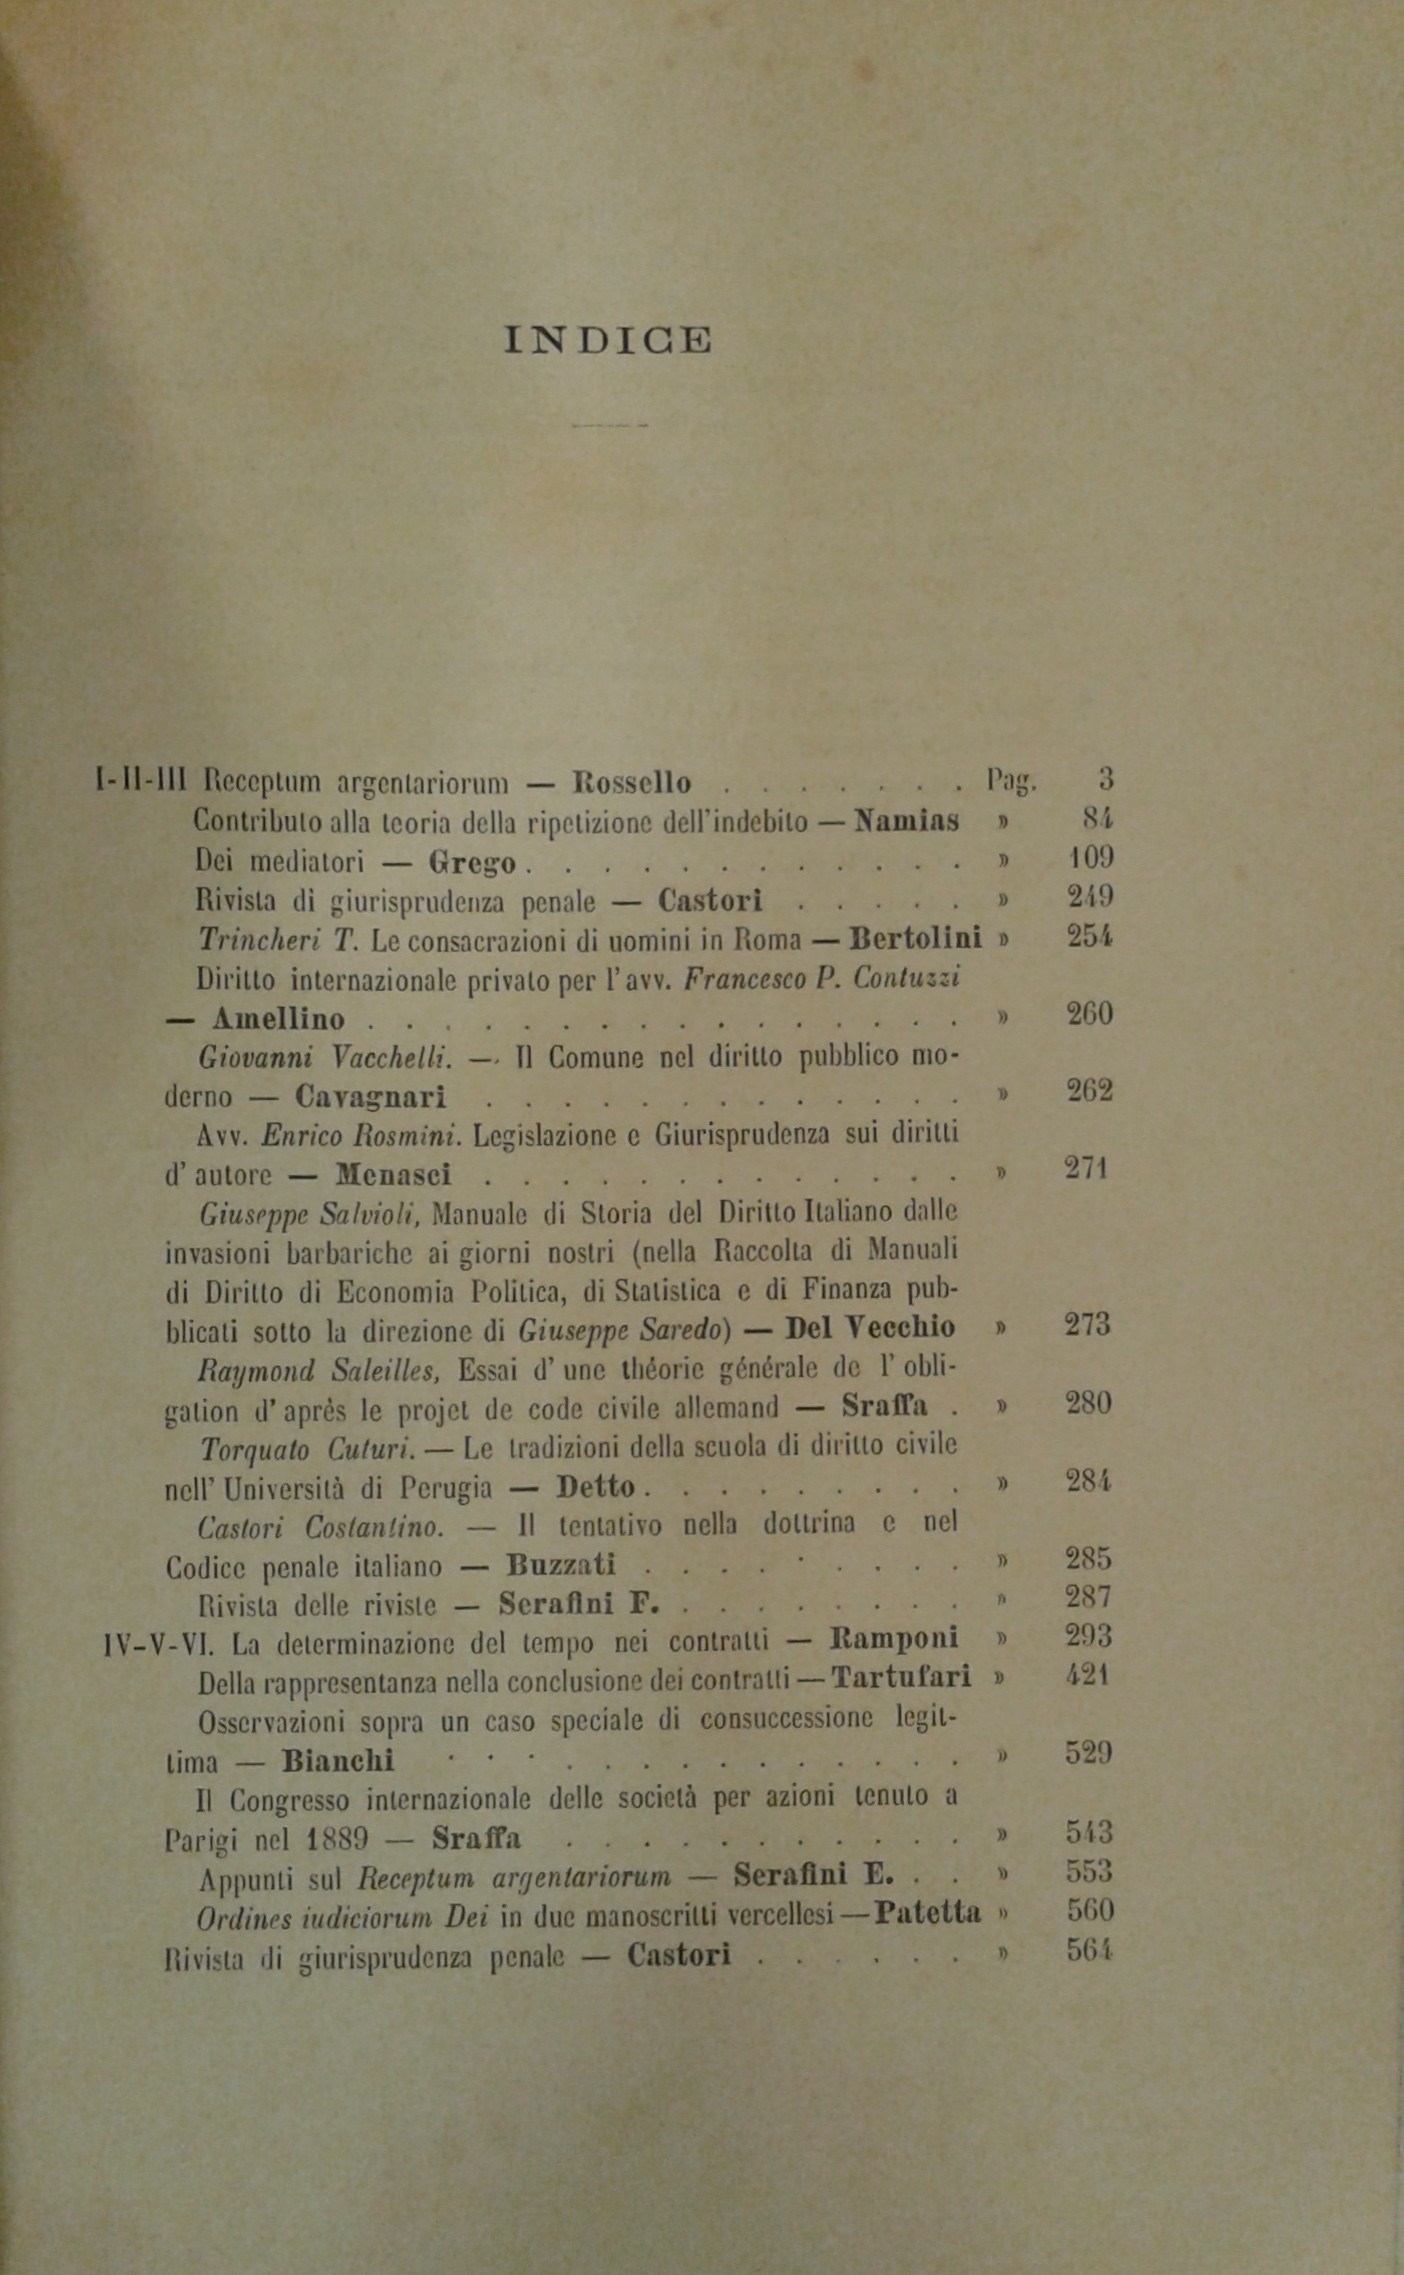 INDICE
I-II-III Receptum argentariorum — Rossello . . . . . . . Pag. 3
Contributo alla teoria della ripetizione dell'indebito — Namias » 84
Dei mediatori — Grego . . . . . . . . . . . . » 109
Rivista di giurisprudenza penale — Castori . . . . . » 249
Trincheri T. Le consacrazioni di uomini in Roma — Bertolini » 254
Diritto internazionale privato per l'avv. Francesco P. Contuzzi
— Amellino . . . . . . . . . . . . . . . . » 260
Giovanni Vacchelli. — Il Comune nel diritto pubblico mo-
derno — Cavagnari . . . . . . . . . . . . . » 262
Avv. Enrico Rosmini. Legislazione e Giurisprudenza sui diritti
d'autore — Menasci . . . . . . . . . . . . . » 271
Giuseppe Salvioli, Manuale di Storia del Diritto Italiano dalle
invasioni barbariche ai giorni nostri (nella Raccolta di Manuali
di Diritto di Economia Politica, di Statistica e di Finanza pub-
blicati sotto la direzione di Giuseppe Saredo) — Del Vecchio » 273
Raymond Saleilles, Essai d'une théorie générale de l'obli-
gation d'après le projet de code civile allemand — Sraffa . » 280
Torquato Cuturi. — Le tradizioni della scuola di diritto civile
nell'Università di Perugia — Detto . . . . . . . . . » 284
Castori Costantino. — Il tentativo nella dottrina e nel
Codice penale italiano — Buzzati . . . . . . . . . » 285
Rivista delle riviste — Serafini F. . . . . . . . . » 287
IV-V-VI. La determinazione del tempo nei contratti — Ramponi » 293
Della rappresentanza nella conclusione dei contratti — Tartufari » 421
Osservazioni sopra un caso speciale di consuccessione legit-
tima — Bianchi . . . . . . . . . . . . . . » 529
Il Congresso internazionale delle società per azioni tenuto a
Parigi nel 1889 — Sraffa . . . . . . . . . . . » 543
Appunti sul Receptum argentariorum — Serafini E. . . » 553
Ordines iudiciorum Dei in due manoscritti vercellesi — Patetta » 560
Rivista di giurisprudenza penale — Castori . . . . . . » 564